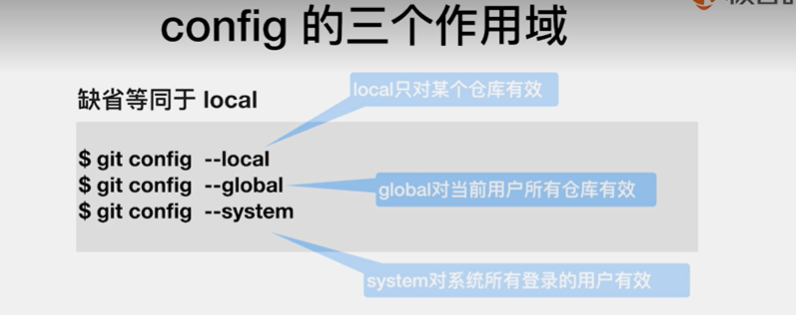 config 的三个作用域
缺省等同于 local
local只对某个仓库有效
$ git config --local
$ git config --global
global对当前用户所有仓库有效
$ git config --system
system对系统所有登录的用户有效